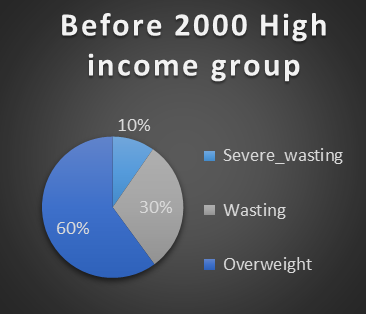 Before 2000 High
income group
10%
30%
60%
Severe_wasting
Wasting
Overweight